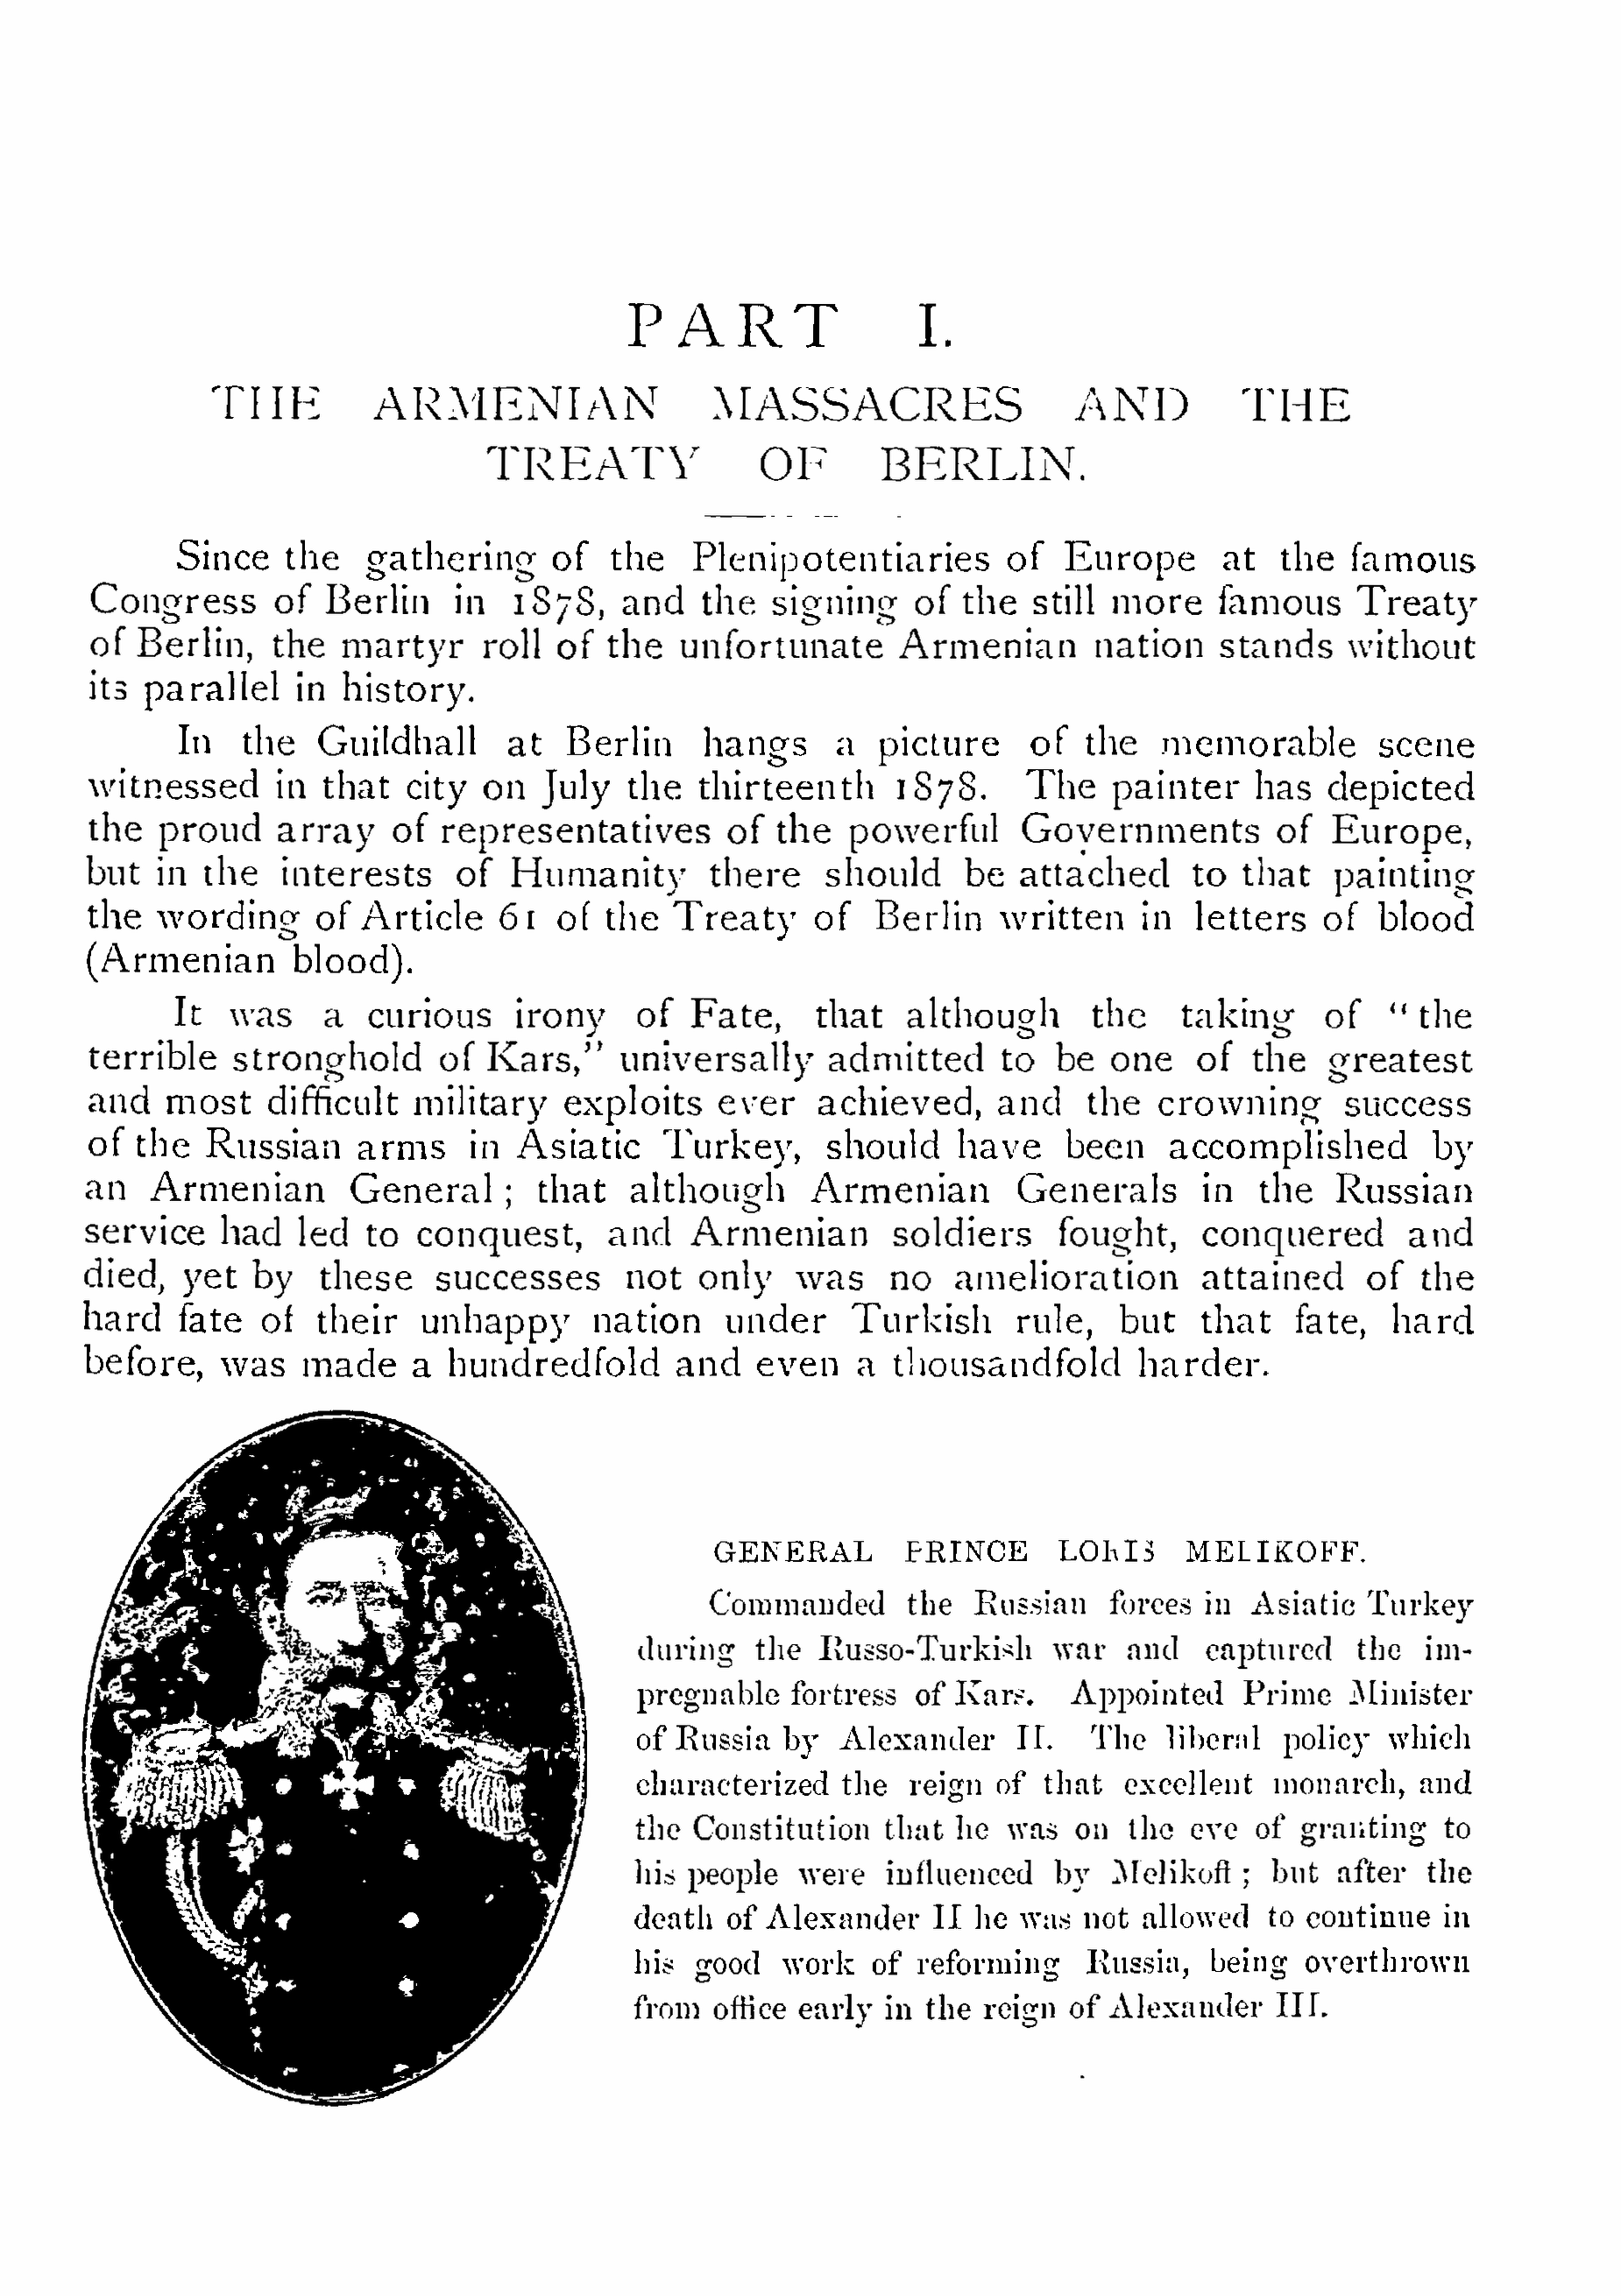 PART I.
THE ARMENIAN MASSACRES AND THE
TREATY OF BERLIN.
Since the gathering of the Plenipotentiaries of Europe at the famous
Congress of Berlin in 1878, and the signing of the still more famous Treaty
of Berlin, the martyr roll of the unfortunate Armenian nation stands without
its parallel in history.
In the Guildhall at Berlin hangs a picture of the memorable scene
witnessed in that city on July the thirteenth 1878. The painter has depicted
the proud array of representatives of the powerful Governments of Europe,
but in the interests of Humanity there should be attached to that painting
the wording of Article 61 of the Treaty of Berlin written in letters of blood
(Armenian blood).
It was a curious irony of Fate, that although the taking of "the
terrible stronghold of Kars," universally admitted to be one of the greatest
and most difficult military exploits ever achieved, and the crowning success
of the Russian arms in Asiatic Turkey, should have been accomplished by
an Armenian General; that although Armenian Generals in the Russian
service had led to conquest, and Armenian soldiers fought, conquered and
died, yet by these successes not only was no amelioration attained of the
hard fate of their unhappy nation under Turkish rule, but that fate, hard
before, was made a hundredfold and even a thousandfold harder.
GENERAL PRINCE LORIS MELIKOFF.
Commanded the Russian forces in Asiatic Turkey
during the Russo-Turkish war and captured the im-
pregnable fortress of Kars. Appointed Prime Minister
of Russia by Alexander II. The liberal policy which
characterized the reign of that excellent monarch, and
the Constitution that he was on the eve of granting to
his people were influenced by Melikoff; but after the
death of Alexander II he was not allowed to continue in
his good work of reforming Russia, being overthrown
from office early in the reign of Alexander III.